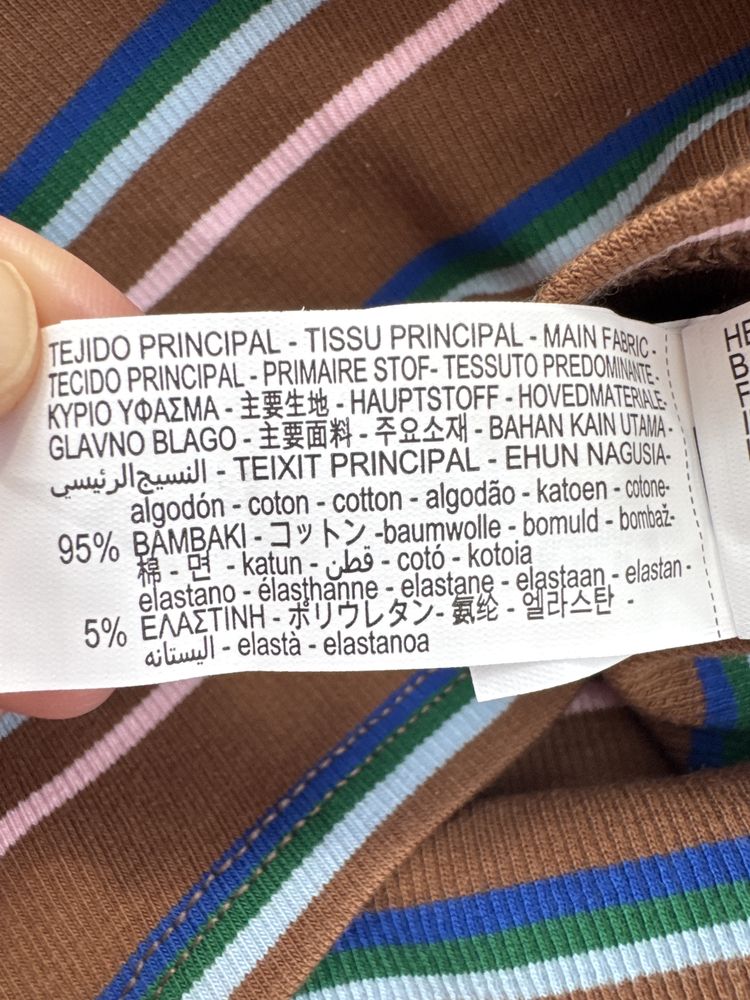 TEJIDO PRINCIPAL - TISSU PRINCIPAL - MAIN FABRIC -
TECIDO PRINCIPAL - PRIMAIRE STOF- TESSUTO PREDOMINANTE-
ΚΥΡΙΟ ΥΦΑΣΜΑ - 主要生地 - HAUPTSTOFF - HOVEDMATERIALE-
GLAVNO BLAGO - 主要面料 - 주요소재 - BAHAN KAIN UTAMA-
النسيج الرئيسي - TEIXIT PRINCIPAL - EHUN NAGUSIA-
algodón - coton - cotton - algodão - katoen - cotone-
95% ΒΑΜΒΑΚΙ - コットン -baumwolle - bomuld - bombaž-
棉 - 면 - katun - قطن - cotó - kotoia
elastano - élasthanne - elastane - elastaan - elastan -
5% ΕΛΑΣΤΙΝΗ - ポリウレタン- 氨纶 - 엘라스탄 -
اليستانه - elastà - elastanoa